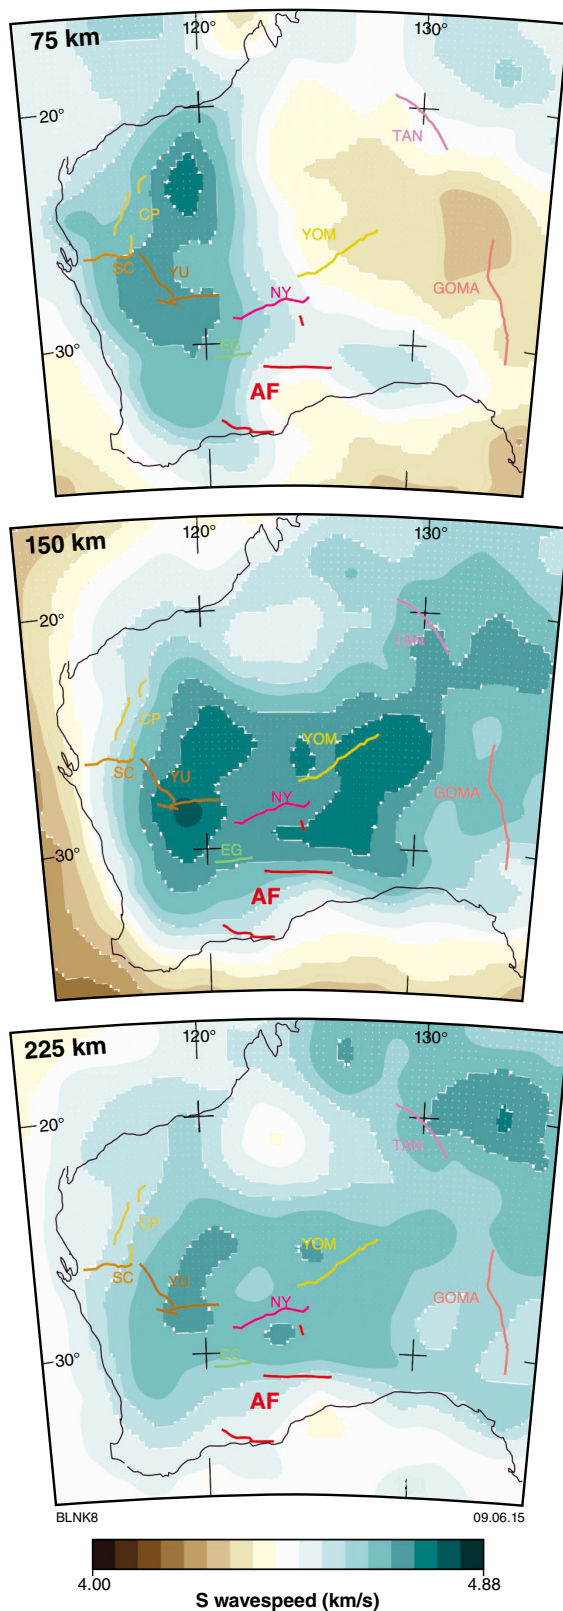 75 km
120°
130°
20°
TAN
CP
YOM
SC
YU
GOMA
NY
EG
30°
AF
150 km
120°
130°
20°
TAN
CP
YOM
SC
YU
GOMA
NY
EG
30°
AF
225 km
120°
130°
20°
TAN
CP
YOM
SC
YU
GOMA
NY
EG
30°
AF
BLNK8
09.06.15
4.00
4.88
S wavespeed (km/s)